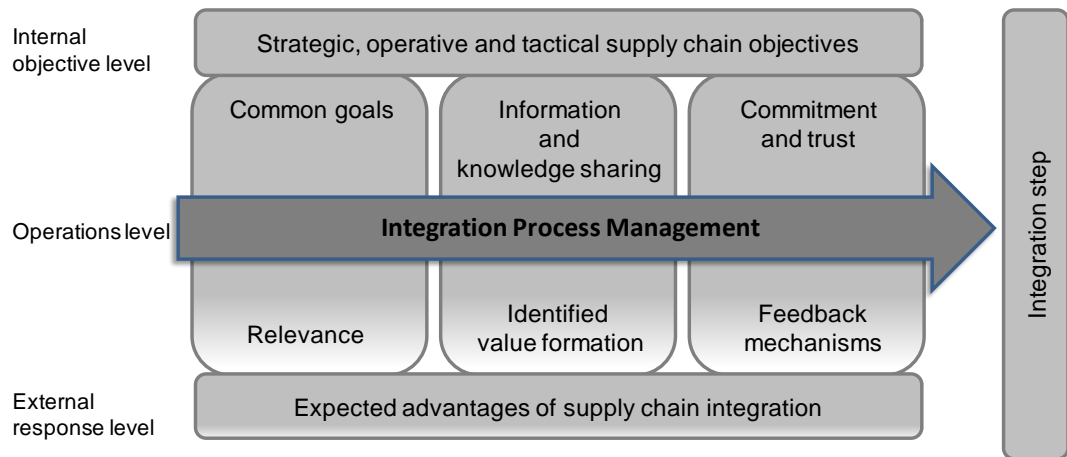 Internal
objective level
Strategic, operative and tactical supply chain objectives
Common goals
Information
and
knowledge sharing
Commitment
and trust
Operations level
Integration Process Management
Relevance
Identified
value formation
Feedback
mechanisms
External
response level
Expected advantages of supply chain integration
Integration step